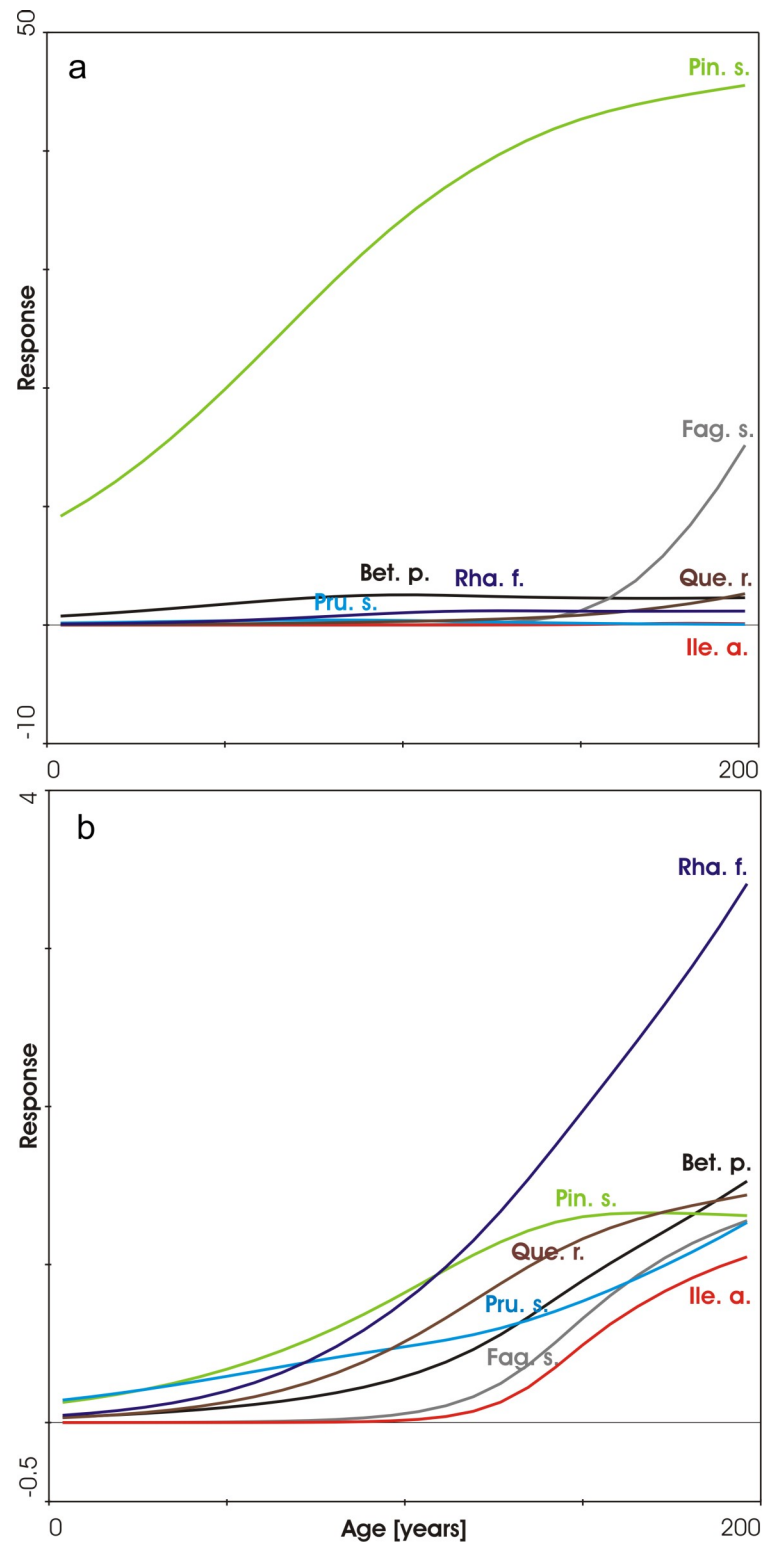 50
a
Pin. s.
Response
Fag. s.
Bet. p.
Rha. f.
Que. r.
Pru. s.
Ile. a.
-10
0
200
4
b
Rha. f.
Response
Bet. p.
Pin. s.
Que. r.
Pru. s.
Ile. a.
Fag. s.
-0.5
0
Age [years]
200